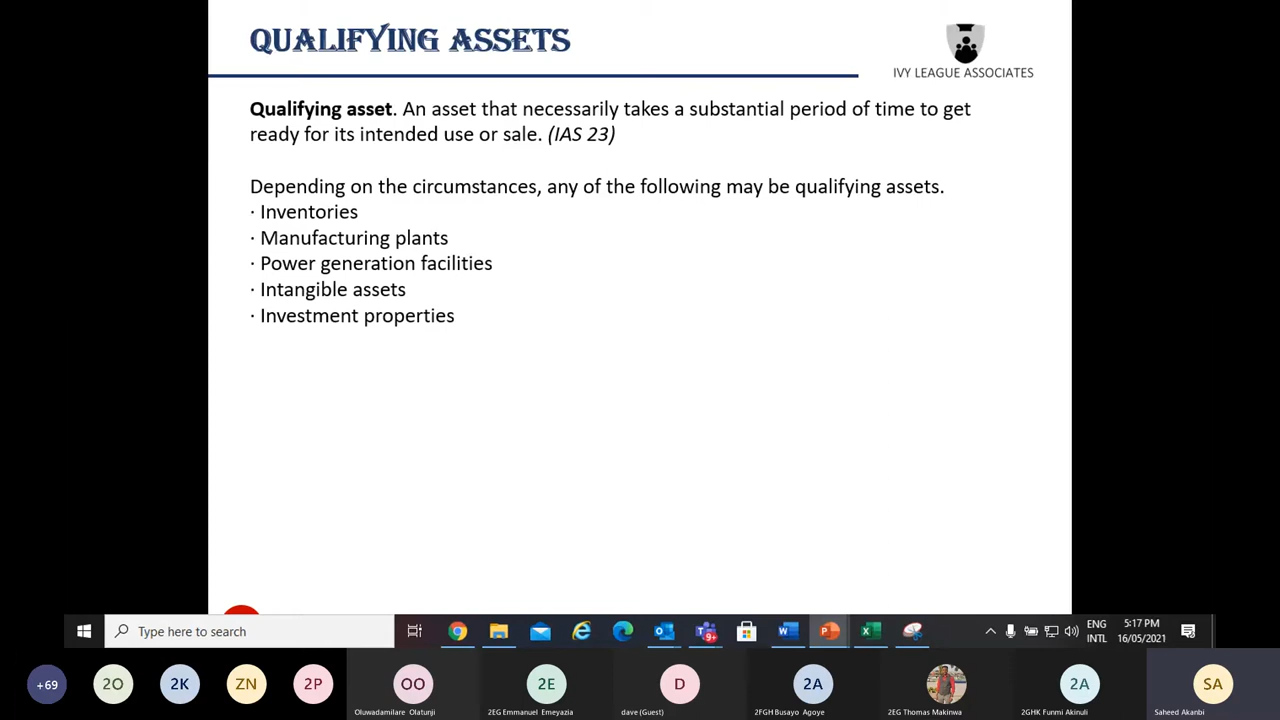 QUALIFYING ASSETS
IVY LEAGUE ASSOCIATES
Qualifying asset. An asset that necessarily takes a substantial period of time to get
ready for its intended use or sale. (IAS 23)
Depending on the circumstances, any of the following may be qualifying assets.
· Inventories
· Manufacturing plants
· Power generation facilities
· Intangible assets
· Investment properties
Type here to search
9+
ENG
INTL
5:17 PM
16/05/2021
+69
2O
2K
ZN
2P
OO
2E
D
2A
2A
SA
Oluwadamilare Olatunji
2EG Emmanuel Emeyazia
dave (Guest)
2FGH Busayo Agoye
2EG Thomas Makinwa
2GHK Funmi Akinuli
Saheed Akanbi